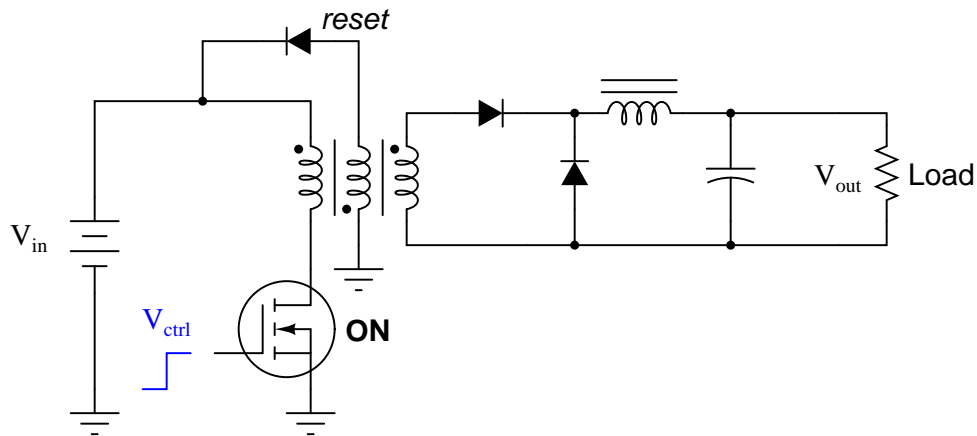 reset
V_in
V_out
Load
V_ctrl
ON